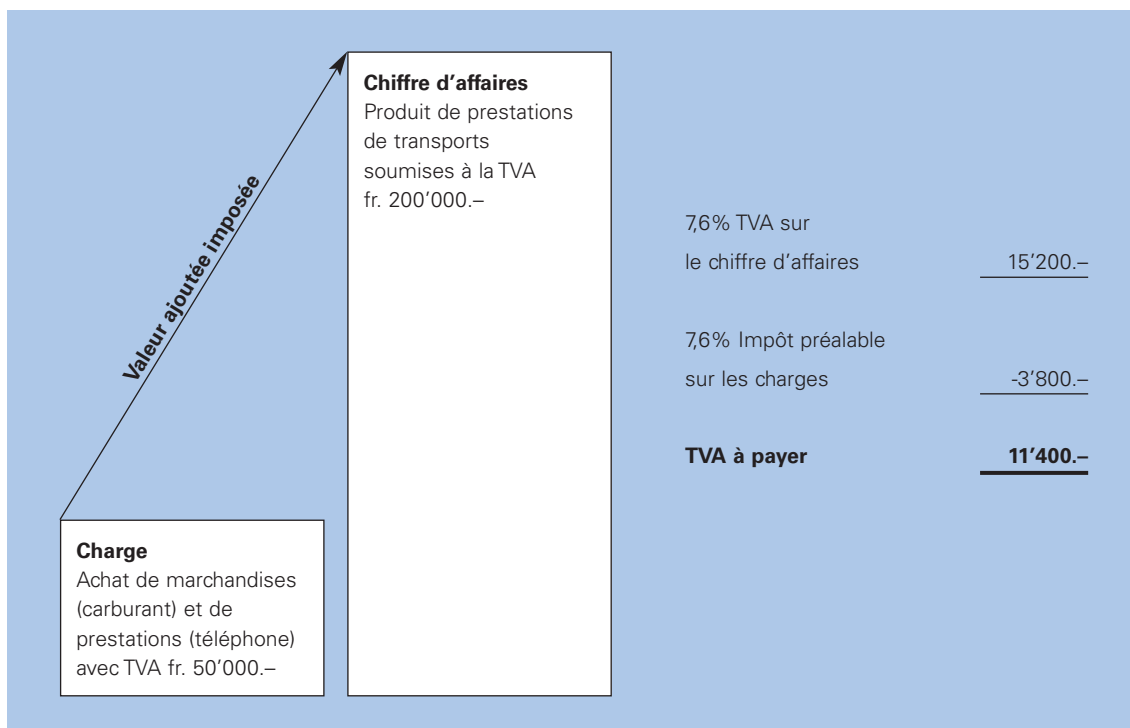 Chiffre d'affaires
Produit de prestations
de transports
soumises à la TVA
fr. 200'000.–
Valeur ajoutée imposée
Charge
Achat de marchandises
(carburant) et de
prestations (téléphone)
avec TVA fr. 50'000.–
7,6% TVA sur
le chiffre d'affaires 15'200.–
7,6% Impôt préalable
sur les charges -3'800.–
TVA à payer 11'400.–